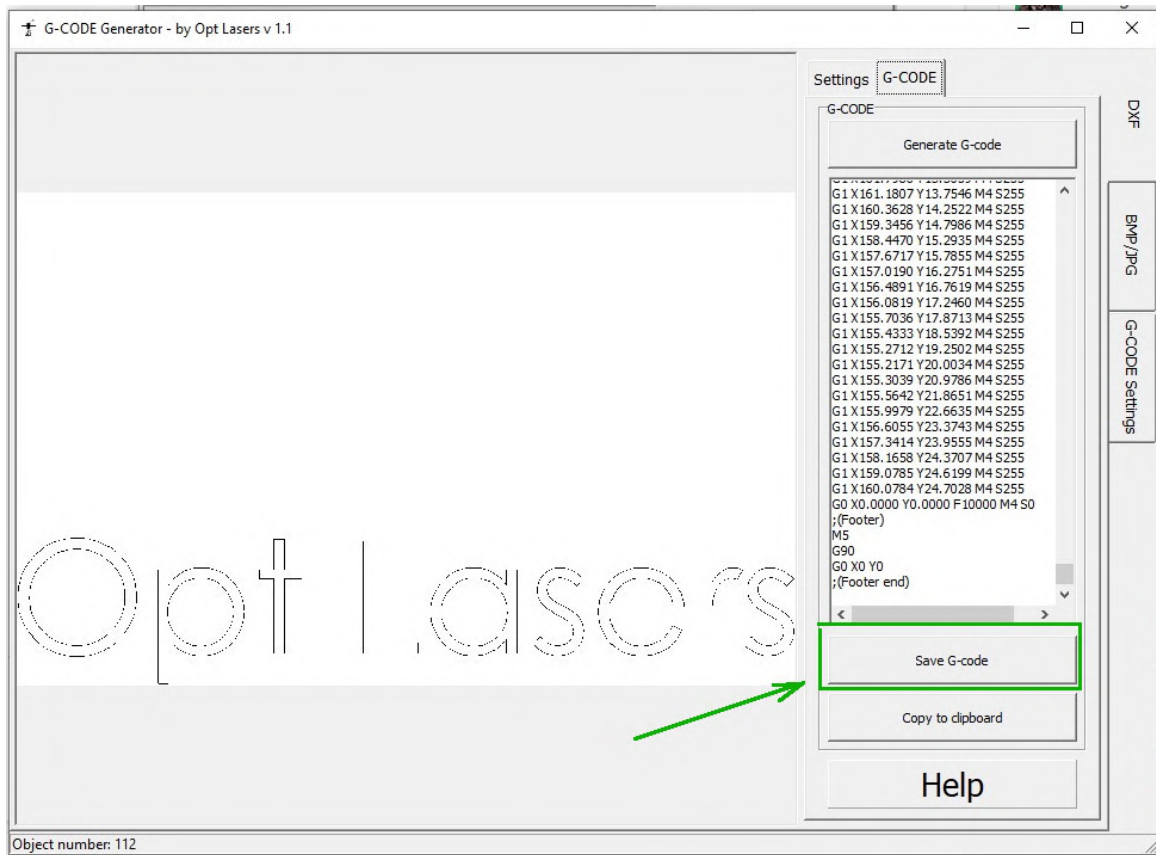 G-CODE Generator - by Opt Lasers v 1.1
Settings
G-CODE
G-CODE
Generate G-code
G1 X161.1807 Y13.7546 M4 S255
G1 X160.3628 Y14.2522 M4 S255
G1 X159.3456 Y14.7986 M4 S255
G1 X158.4470 Y15.2935 M4 S255
G1 X157.6717 Y15.7855 M4 S255
G1 X157.0190 Y16.2751 M4 S255
G1 X156.4891 Y16.7619 M4 S255
G1 X156.0819 Y17.2460 M4 S255
G1 X155.7036 Y17.8713 M4 S255
G1 X155.4333 Y18.5392 M4 S255
G1 X155.2712 Y19.2502 M4 S255
G1 X155.2171 Y20.0034 M4 S255
G1 X155.3039 Y20.9786 M4 S255
G1 X155.5642 Y21.8651 M4 S255
G1 X155.9979 Y22.6635 M4 S255
G1 X156.6055 Y23.3743 M4 S255
G1 X157.3414 Y23.9555 M4 S255
G1 X158.1658 Y24.3707 M4 S255
G1 X159.0785 Y24.6199 M4 S255
G1 X160.0784 Y24.7028 M4 S255
G0 X0.0000 Y0.0000 F10000 M4 S0
;(Footer)
M5
G90
G0 X0 Y0
;(Footer end)
Save G-code
Copy to clipboard
Help
DXF
BMP/JPG
G-CODE Settings
Opt Lasers
Object number: 112